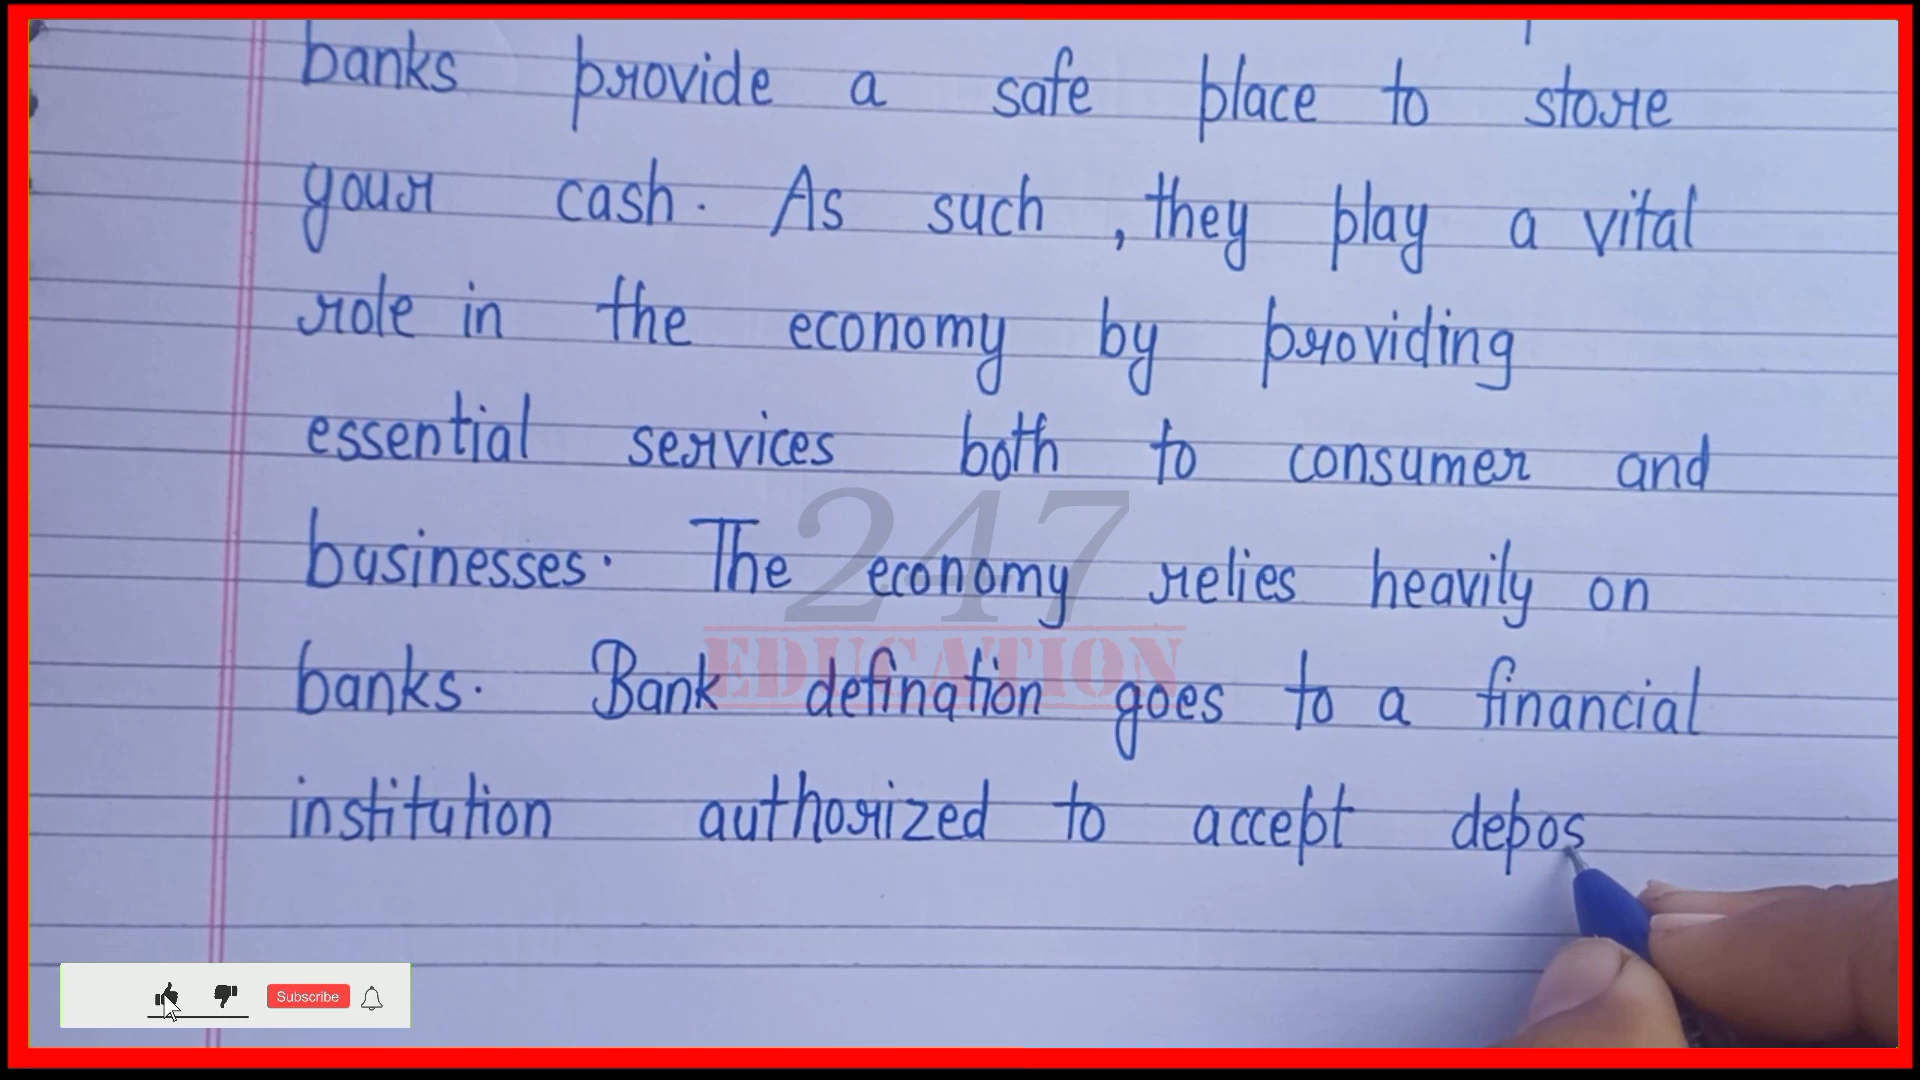 banks provide a safe place to store
your cash. As such, they play a vital
role in the economy by providing
essential services both to consumer and
businesses. The economy relies heavily on
banks. Bank defination goes to a financial
institution authorized to accept depos
247
EDUCATION
Subscribe